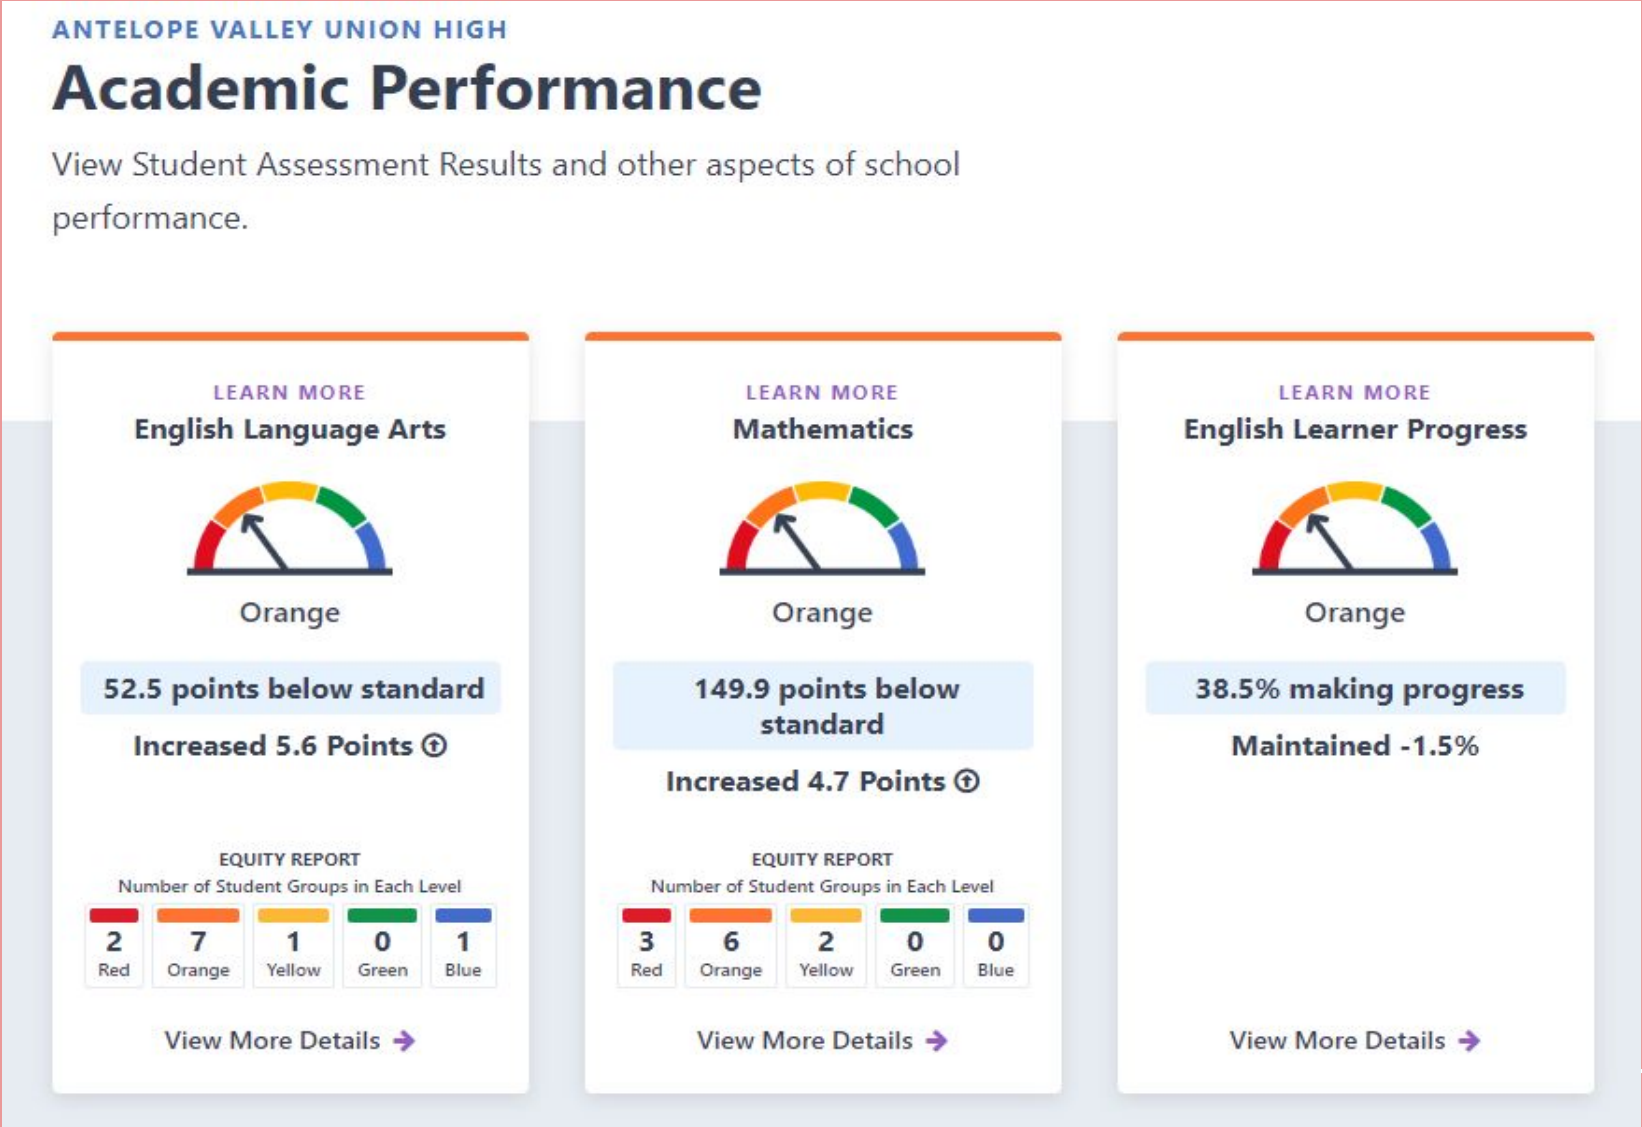 ANTELOPE VALLEY UNION HIGH
Academic Performance
View Student Assessment Results and other aspects of school
performance.
LEARN MORE
English Language Arts
Orange
52.5 points below standard
Increased 5.6 Points
EQUITY REPORT
Number of Student Groups in Each Level
2 7 1 0 1
Red Orange Yellow Green Blue
View More Details
LEARN MORE
Mathematics
Orange
149.9 points below
standard
Increased 4.7 Points
EQUITY REPORT
Number of Student Groups in Each Level
3 6 2 0 0
Red Orange Yellow Green Blue
View More Details
LEARN MORE
English Learner Progress
Orange
38.5% making progress
Maintained -1.5%
View More Details